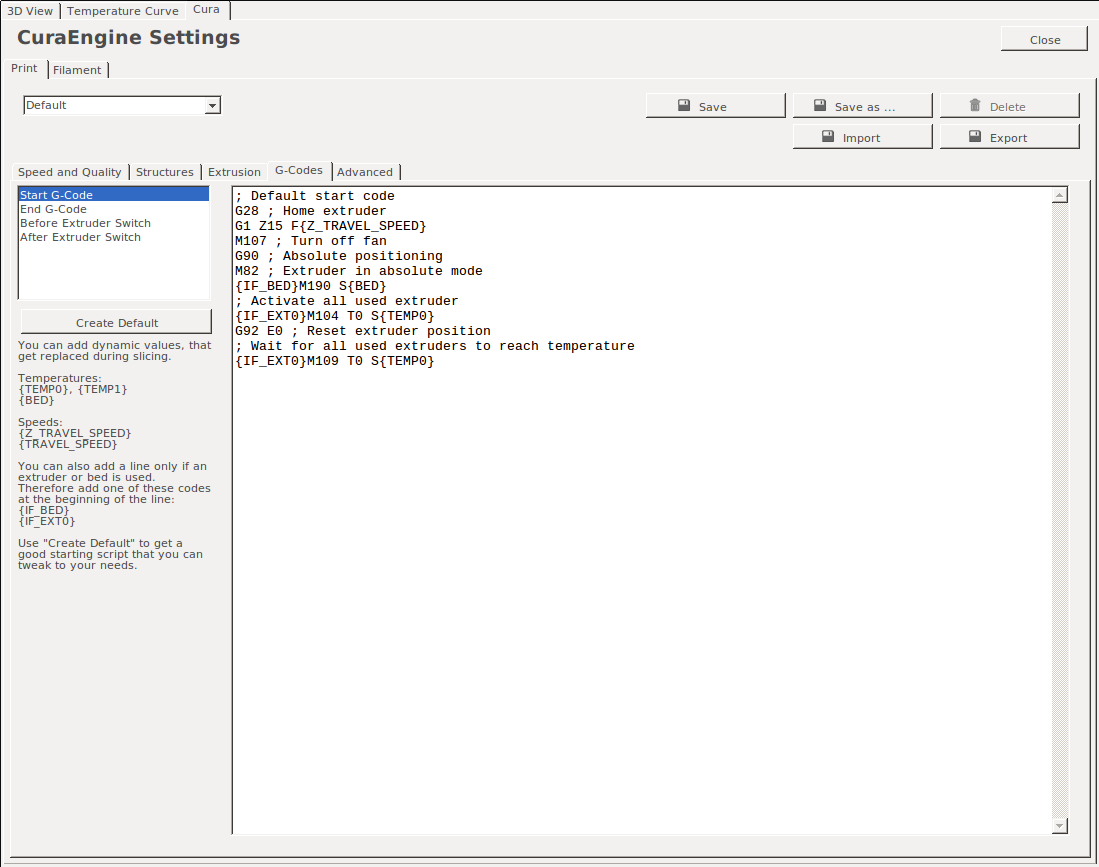 3D View
Temperature Curve
Cura
CuraEngine Settings
Close
Print
Filament
Default
Save
Save as ...
Delete
Import
Export
Speed and Quality
Structures
Extrusion
G-Codes
Advanced
Start G-Code
End G-Code
Before Extruder Switch
After Extruder Switch
Create Default
You can add dynamic values, that
get replaced during slicing.
Temperatures:
{TEMP0}, {TEMP1}
{BED}
Speeds:
{Z_TRAVEL_SPEED}
{TRAVEL_SPEED}
You can also add a line only if an
extruder or bed is used.
Therefore add one of these codes
at the beginning of the line:
{IF_BED}
{IF_EXT0}
Use "Create Default" to get a
good starting script that you can
tweak to your needs.
; Default start code
G28 ; Home extruder
G1 Z15 F{Z_TRAVEL_SPEED}
M107 ; Turn off fan
G90 ; Absolute positioning
M82 ; Extruder in absolute mode
{IF_BED}M190 S{BED}
; Activate all used extruder
{IF_EXT0}M104 T0 S{TEMP0}
G92 E0 ; Reset extruder position
; Wait for all used extruders to reach temperature
{IF_EXT0}M109 T0 S{TEMP0}